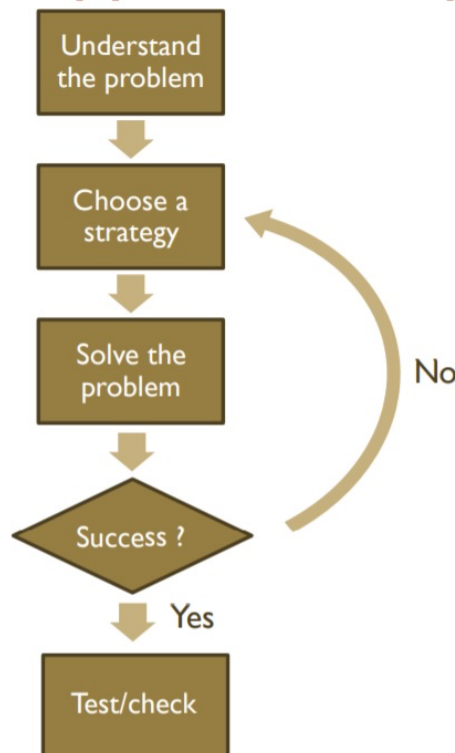 Understand
the problem
Choose a
strategy
Solve the
problem
No
Success ?
Yes
Test/check